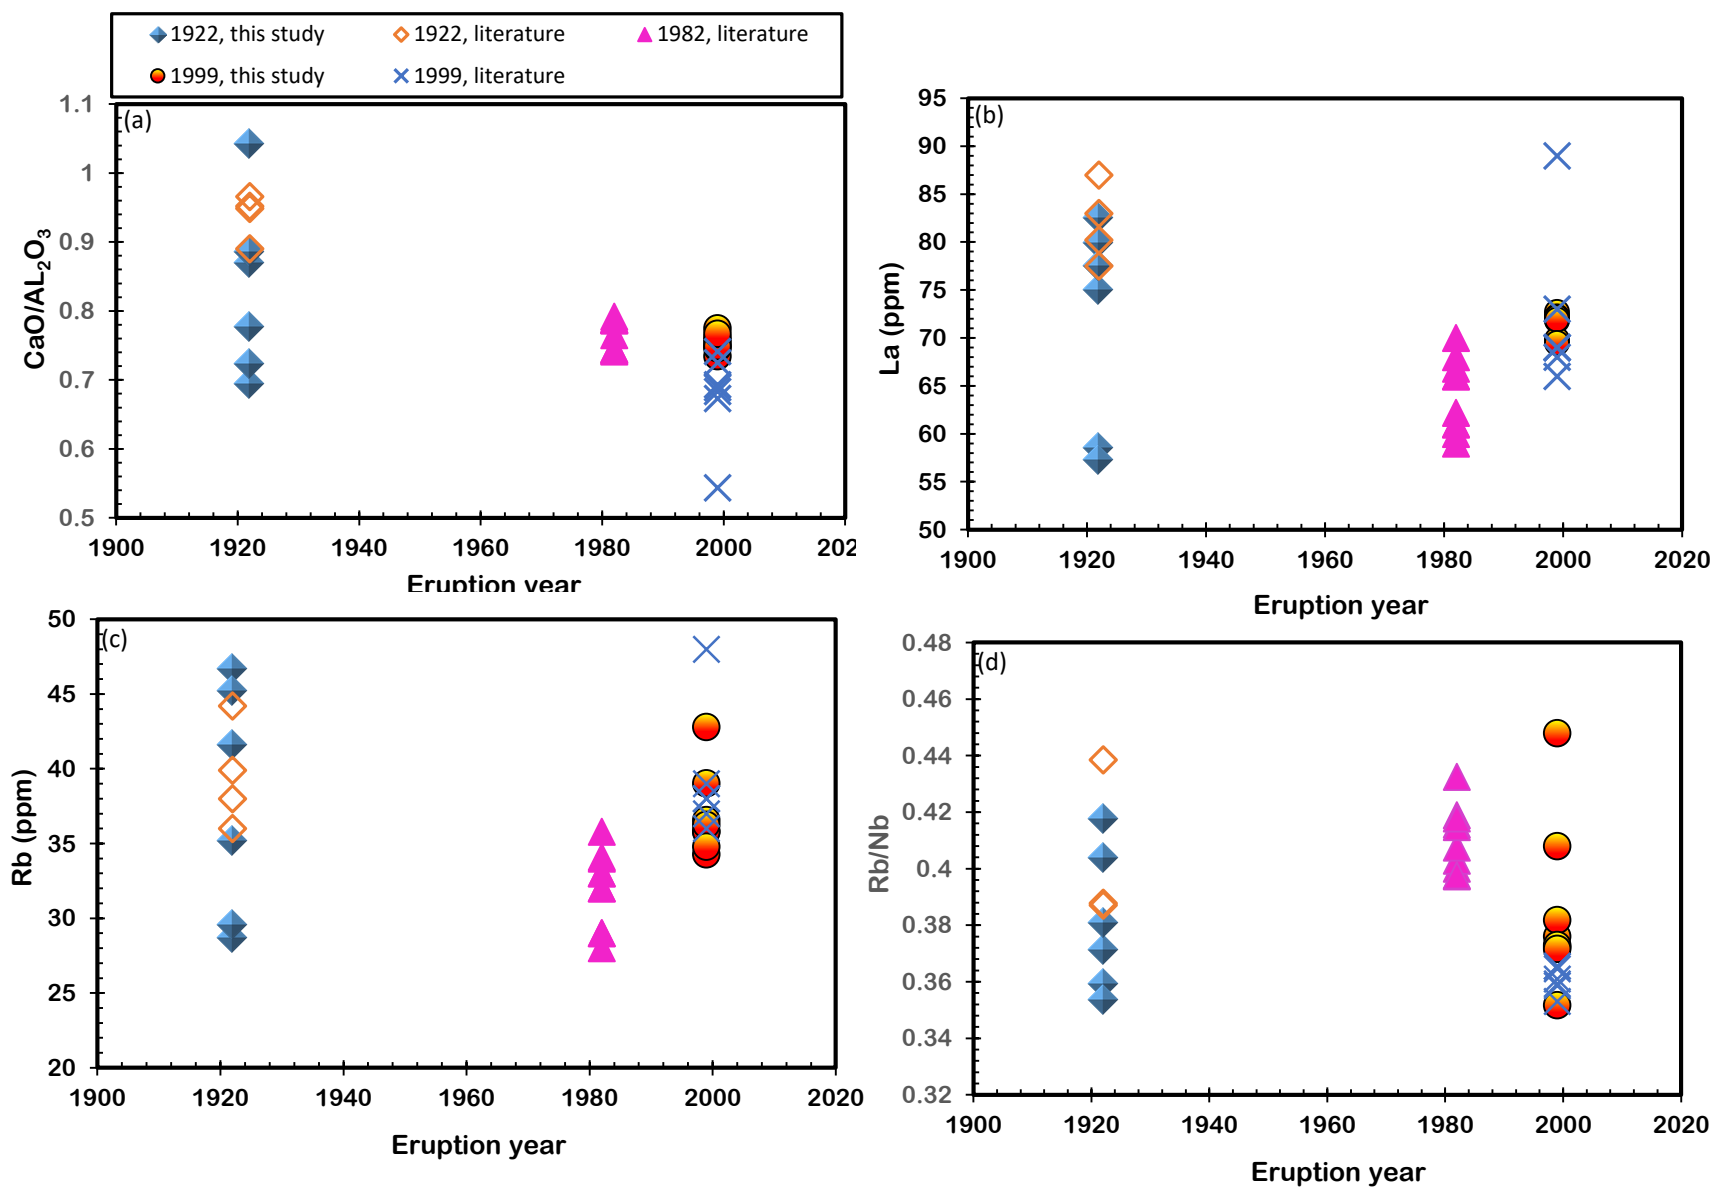 1922, this study 1922, literature 1982, literature
1999, this study 1999, literature
(a)
CaO/AL₂O₃
1.1
1
0.9
0.8
0.7
0.6
0.5
1900 1920 1940 1960 1980 2000 202
Eruption year
(b)
La (ppm)
95
90
85
80
75
70
65
60
55
50
1900 1920 1940 1960 1980 2000 2020
Eruption year
(c)
Rb (ppm)
50
45
40
35
30
25
20
1900 1920 1940 1960 1980 2000 2020
Eruption year
(d)
Rb/Nb
0.48
0.46
0.44
0.42
0.4
0.38
0.36
0.34
0.32
1900 1920 1940 1960 1980 2000 2020
Eruption year